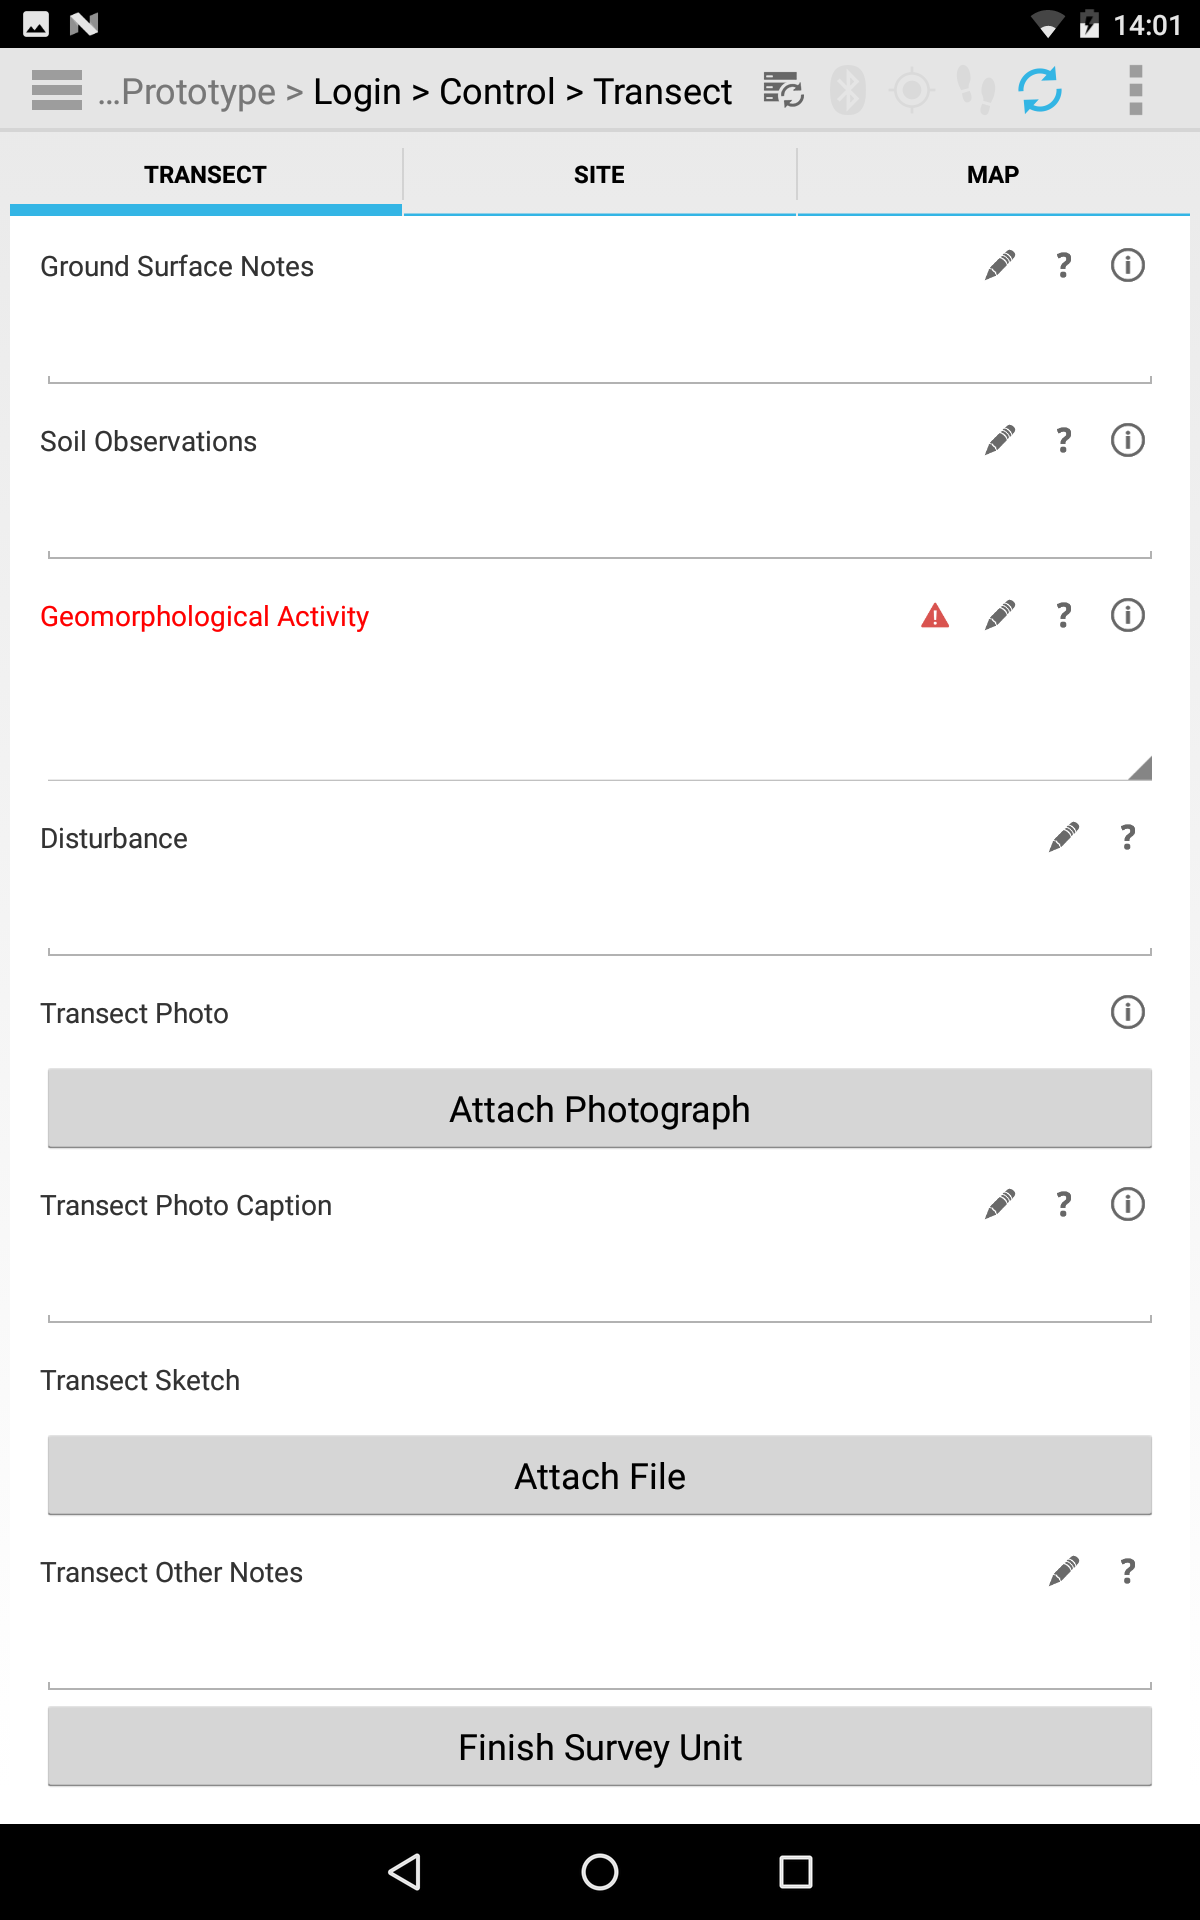 14:01
...Prototype > Login > Control > Transect
TRANSECT
SITE
MAP
Ground Surface Notes
Soil Observations
Geomorphological Activity
Disturbance
Transect Photo
Attach Photograph
Transect Photo Caption
Transect Sketch
Attach File
Transect Other Notes
Finish Survey Unit